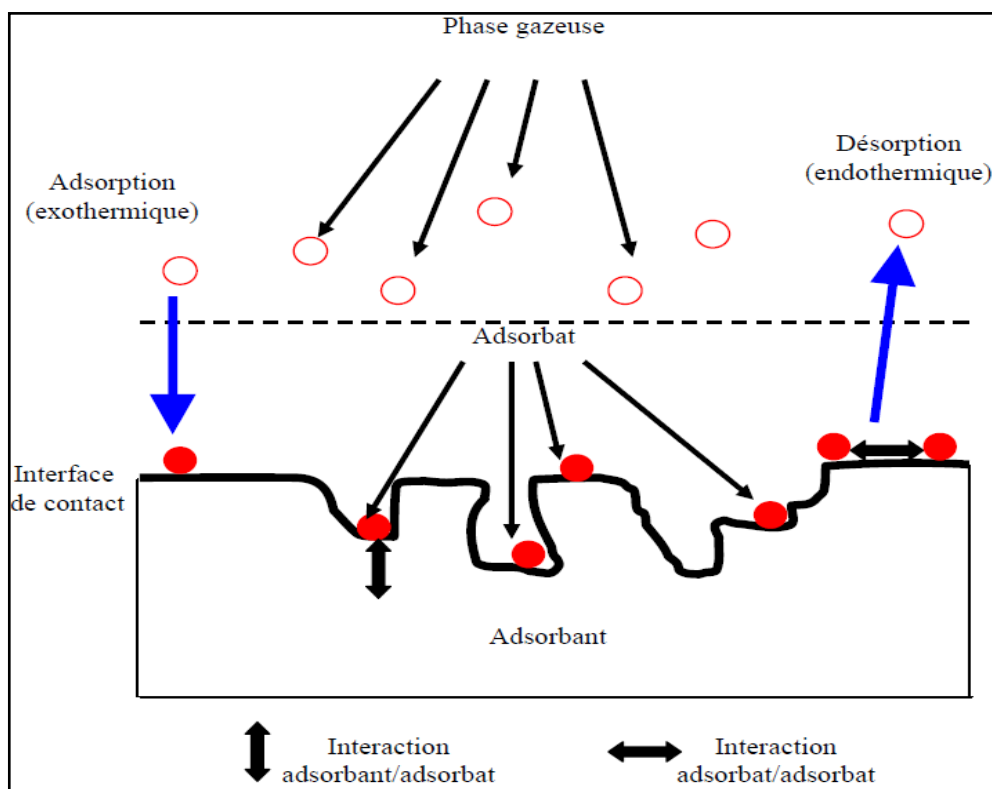 Phase gazeuse
Adsorption
(exothermique)
Désorption
(endothermique)
Adsorbat
Interface
de contact
Adsorbant
Interaction
adsorbant/adsorbat
Interaction
adsorbat/adsorbat